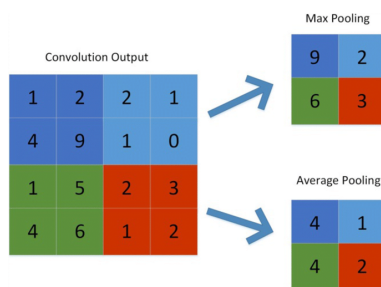 Max Pooling
9 2
6 3
Convolution Output
1 2 2 1
4 9 1 0
1 5 2 3
4 6 1 2
Average Pooling
4 1
4 2